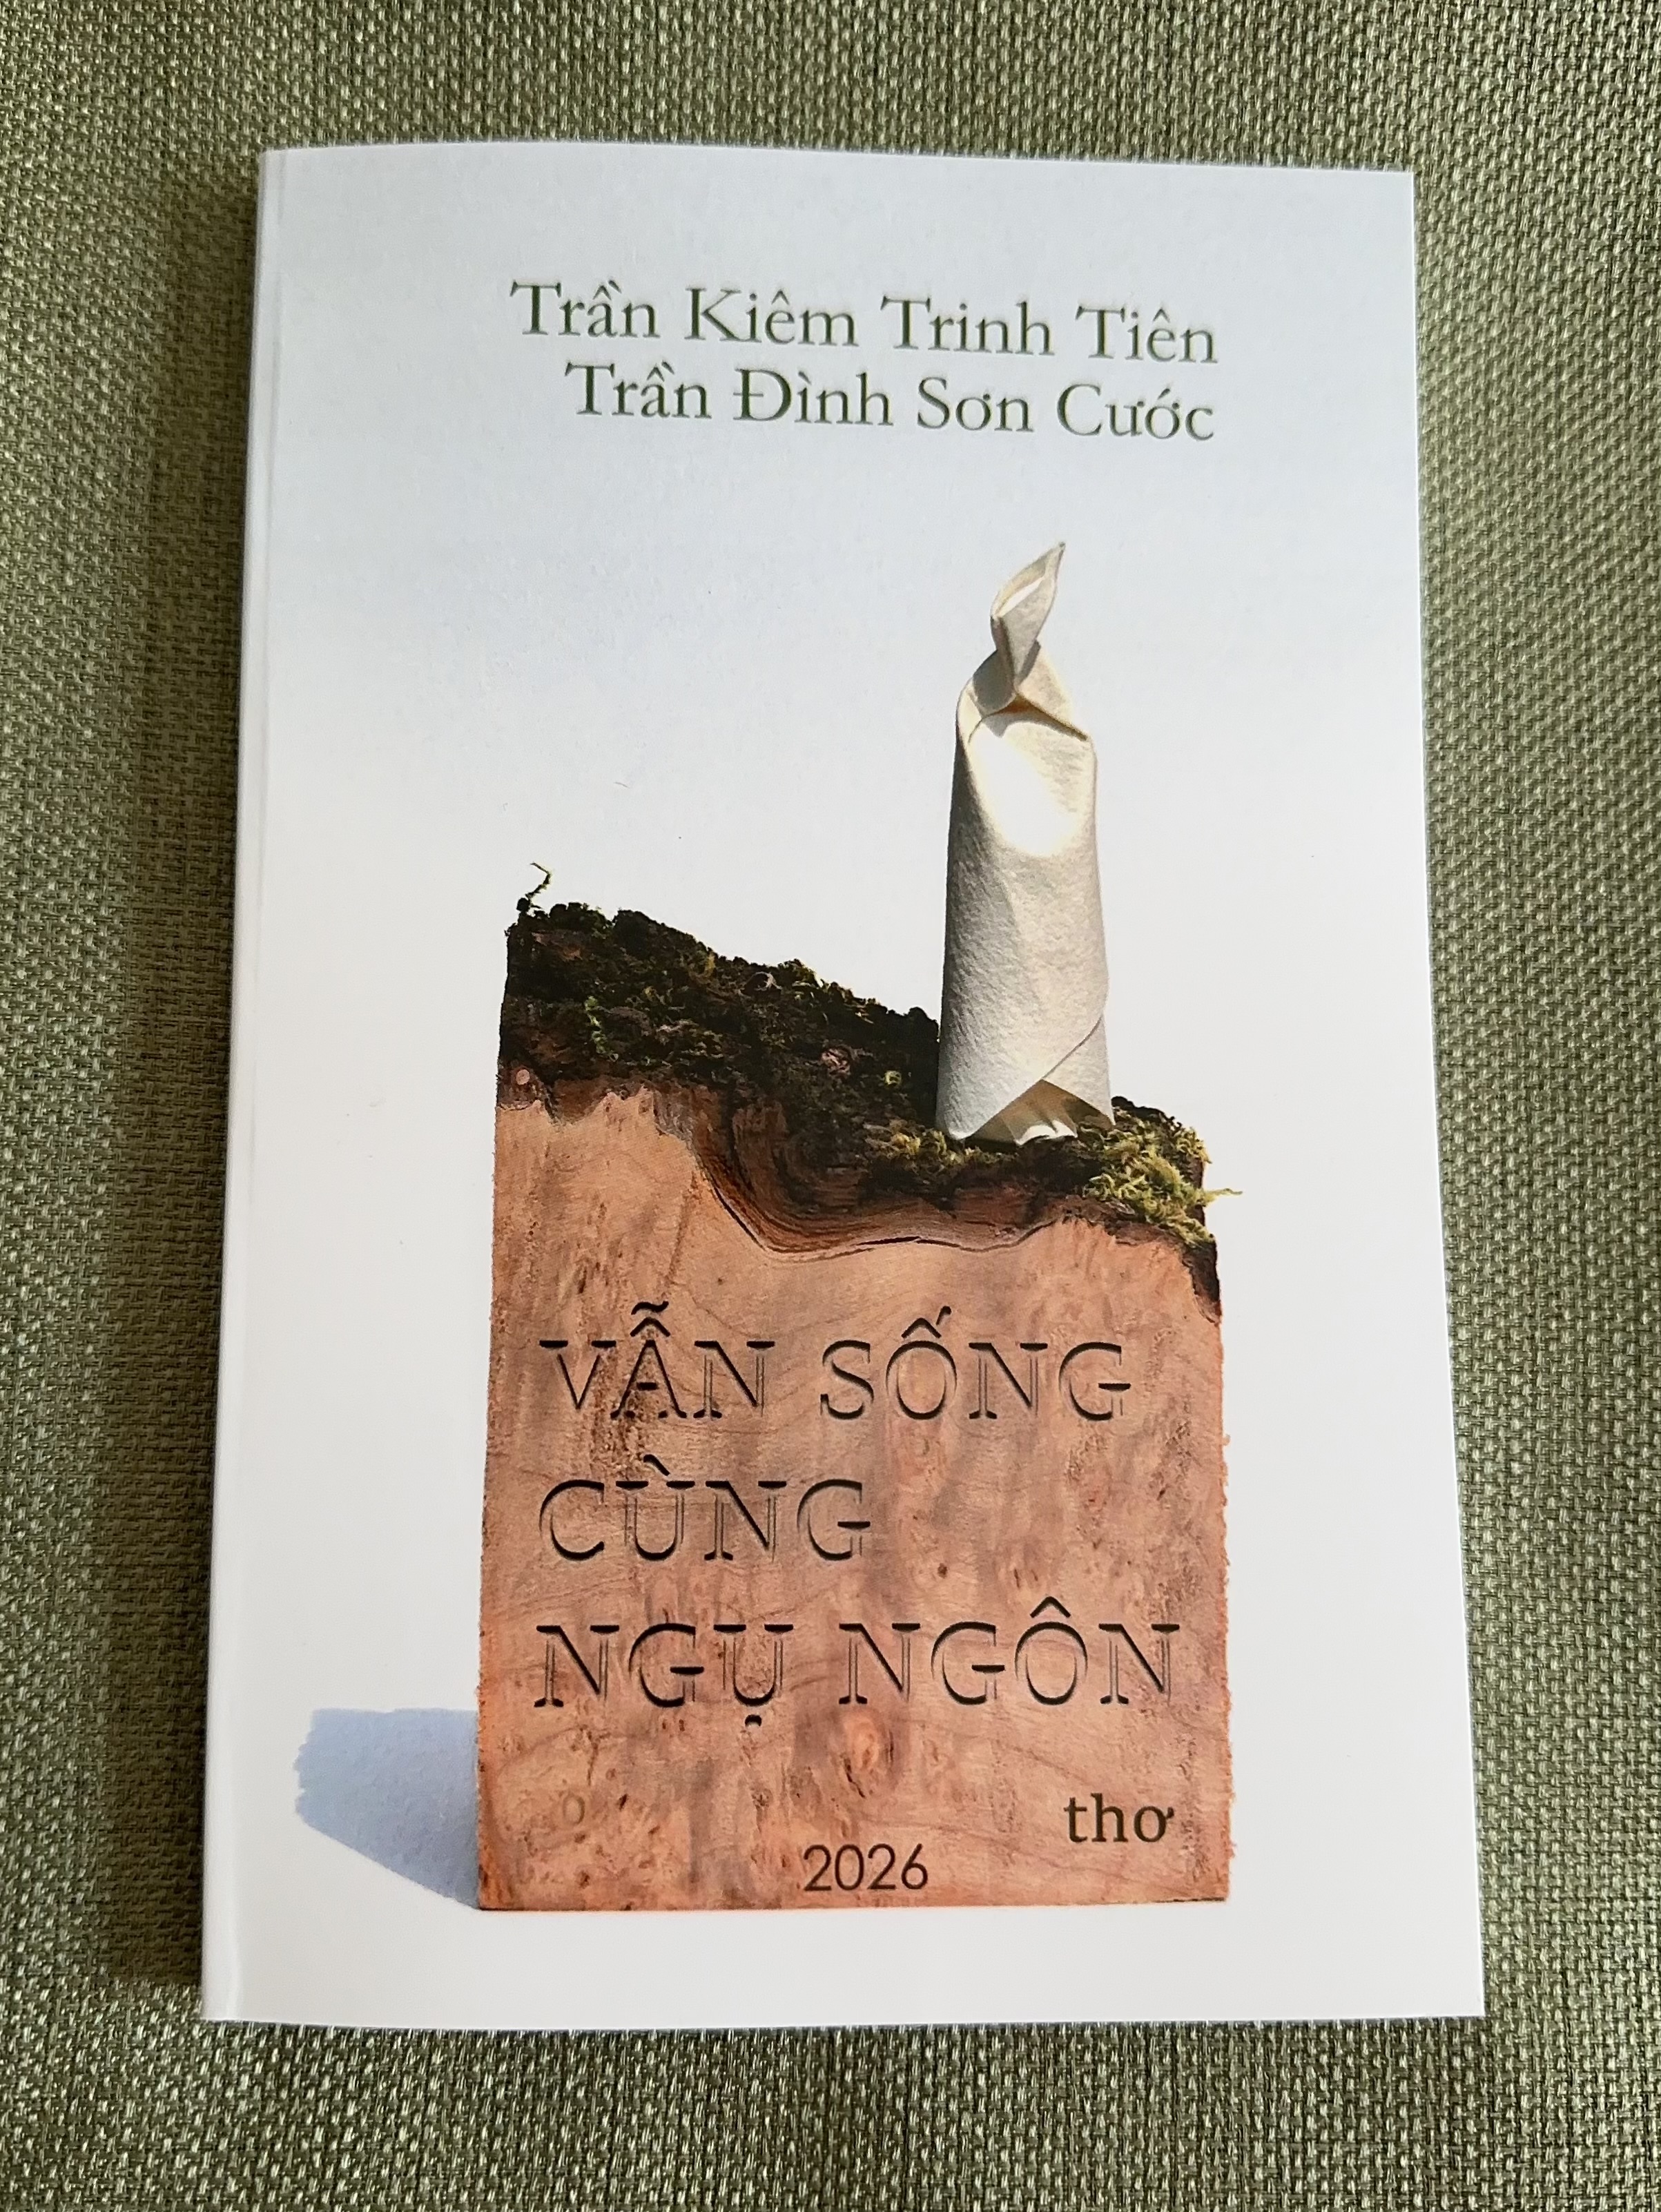 Trần Kiêm Trinh Tiên
Trần Đình Sơn Cước
VẪN SỐNG
CÙNG
NGỤ NGÔN
thơ
2026